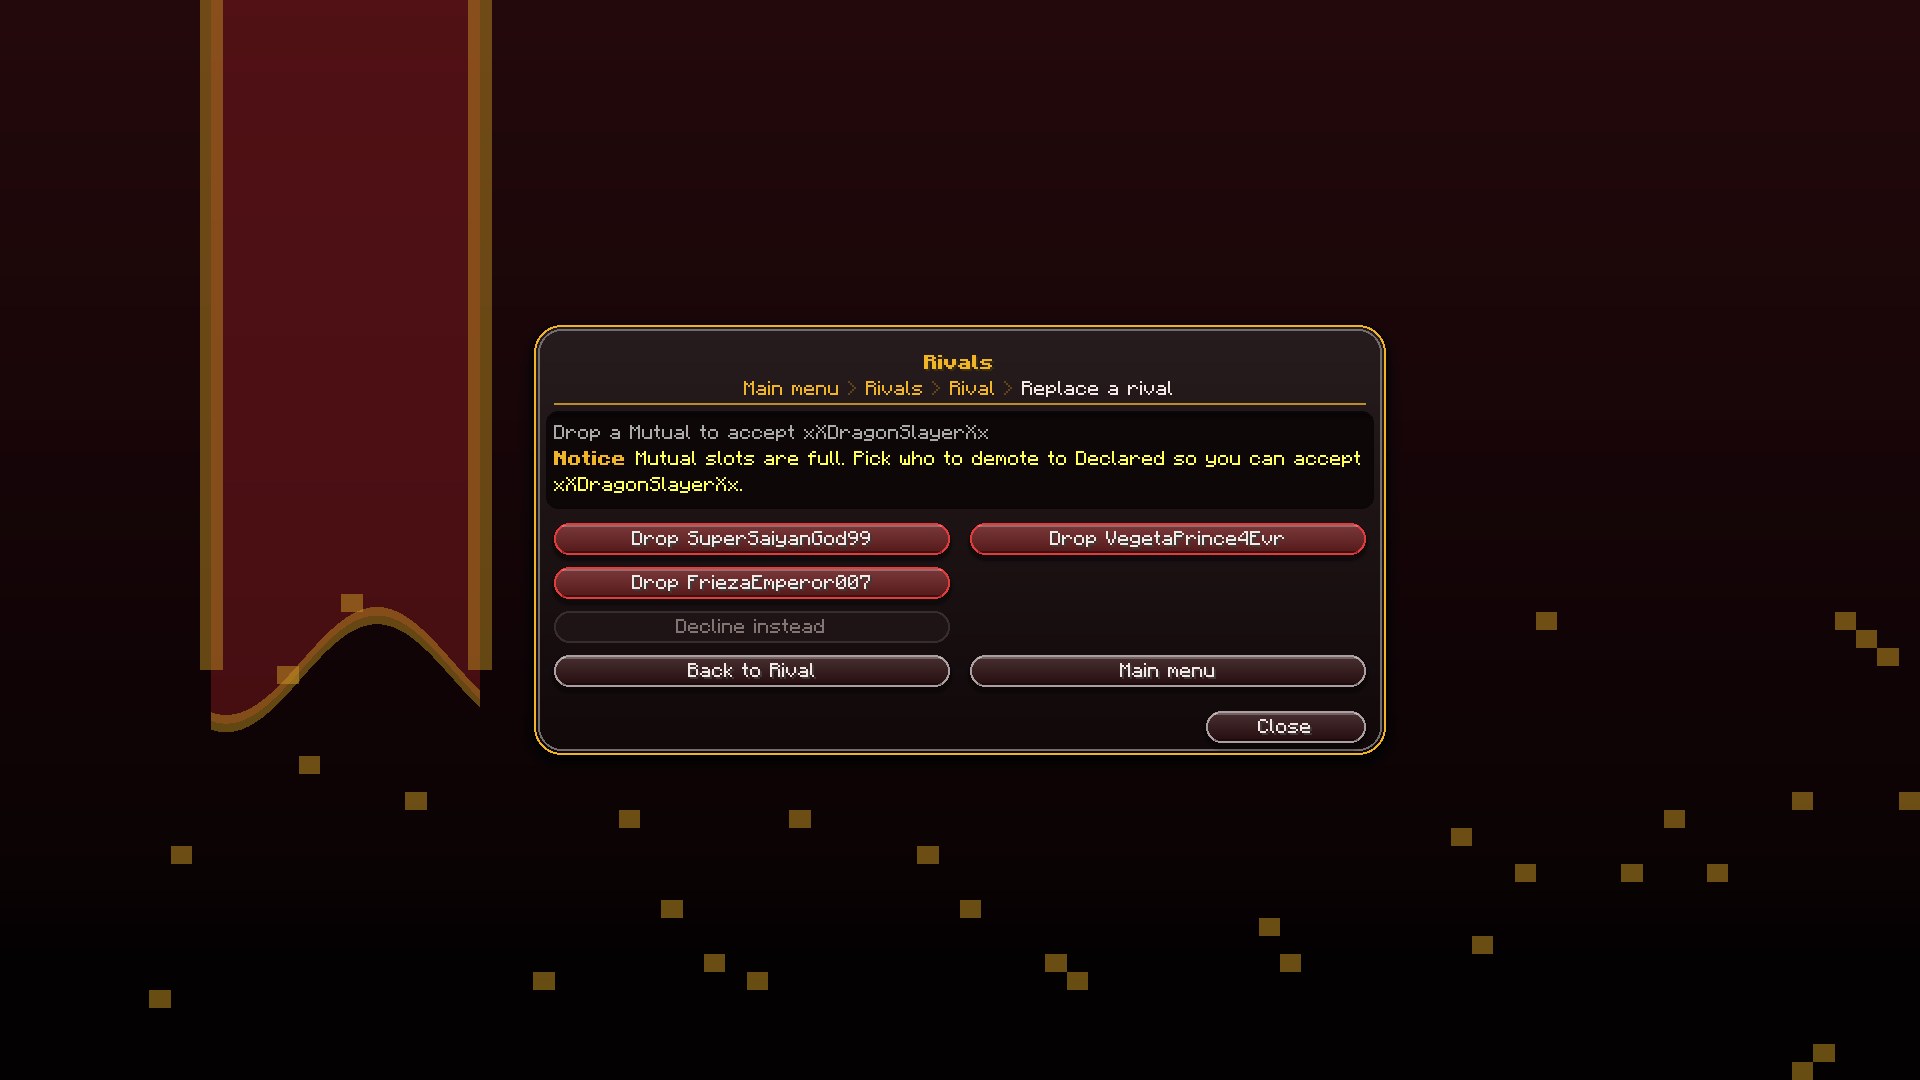 Rivals
Main menu > Rivals > Rival > Replace a rival
Drop a Mutual to accept xXDragonSlayerXx
Notice Mutual slots are full. Pick who to demote to Declared so you can accept
xXDragonSlayerXx.
Drop SuperSaiyanGod99
Drop VegetaPrince4Evr
Drop FriezaEmperor007
Decline instead
Back to Rival
Main menu
Close